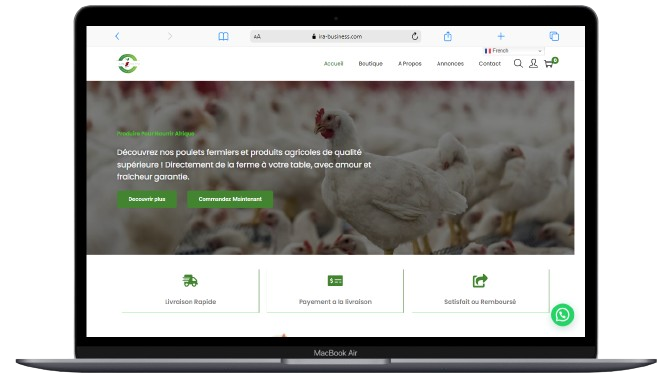 AA
ira-business.com
French
Accueil
Boutique
A Propos
Annonces
Contact
0
Produire Pour Nourrir Afrique
Découvrez nos poulets fermiers et produits agricoles de qualité
supérieure ! Directement de la ferme à votre table, avec amour et
fraîcheur garantie.
Decouvrir plus
Commandez Maintenant
Livraison Rapide
Payement a la livraison
Satisfait ou Remboursé
MacBook Air